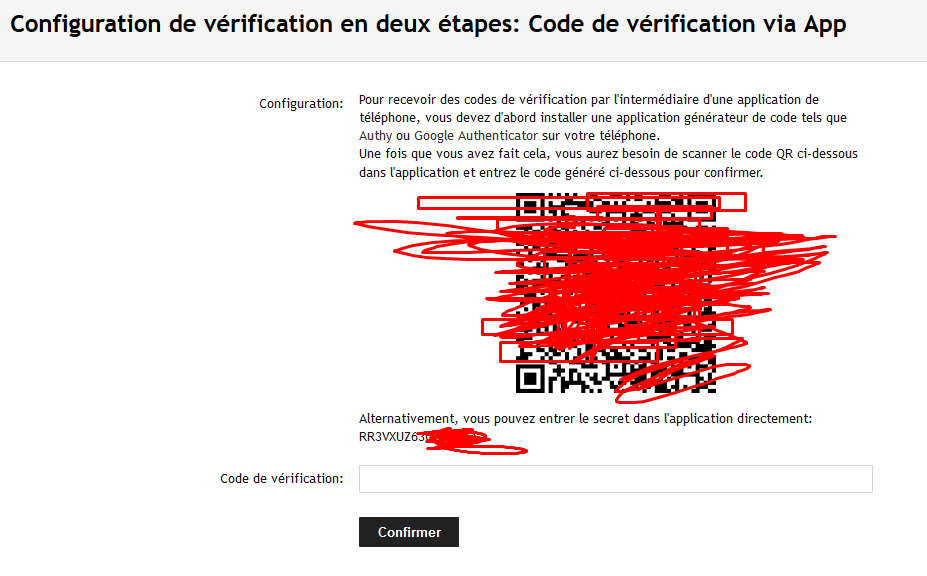 Configuration de vérification en deux étapes: Code de vérification via App
Configuration:
Pour recevoir des codes de vérification par l'intermédiaire d'une application de
téléphone, vous devez d'abord installer une application générateur de code tels que
Authy ou Google Authenticator sur votre téléphone.
Une fois que vous avez fait cela, vous aurez besoin de scanner le code QR ci-dessous
dans l'application et entrez le code généré ci-dessous pour confirmer.
Alternativement, vous pouvez entrer le secret dans l'application directement:
Code de vérification:
Confirmer